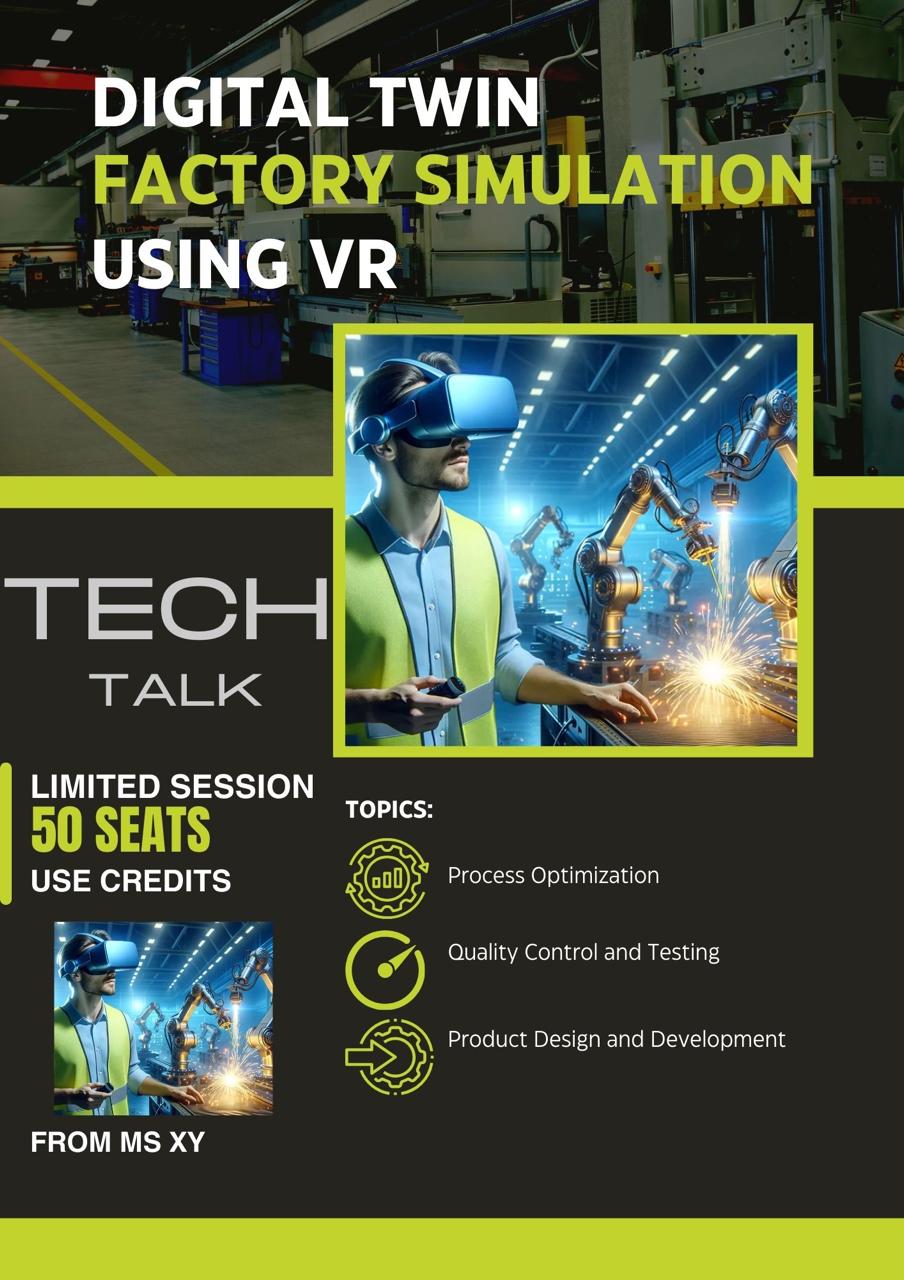 DIGITAL TWIN
FACTORY SIMULATION
USING VR
TECH
TALK
LIMITED SESSION
50 SEATS
USE CREDITS
FROM MS XY
TOPICS:
Process Optimization
Quality Control and Testing
Product Design and Development